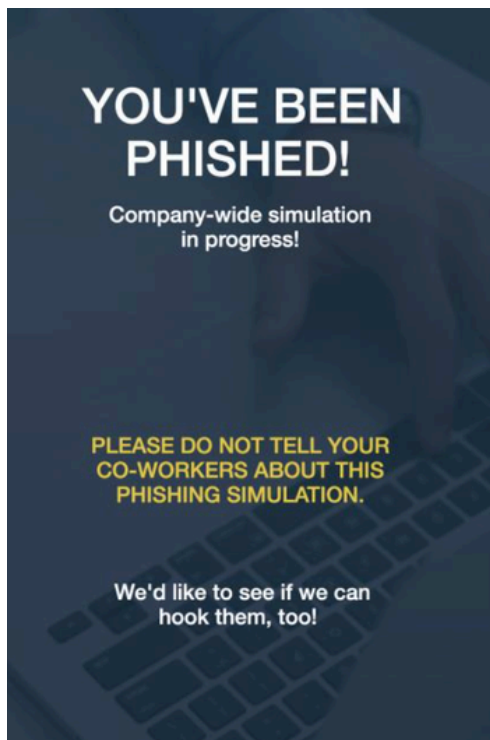 YOU'VE BEEN
PHISHED!
Company-wide simulation
in progress!
PLEASE DO NOT TELL YOUR
CO-WORKERS ABOUT THIS
PHISHING SIMULATION.
We'd like to see if we can
hook them, too!